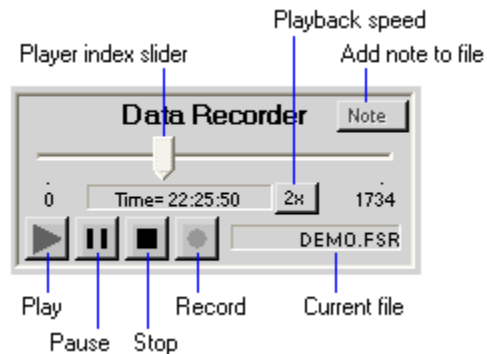 Playback speed
Player index slider
Add note to file
Data Recorder
Note
0
Time= 22:25:50
2x
1734
DEMO.FSR
Play
Record
Current file
Pause
Stop